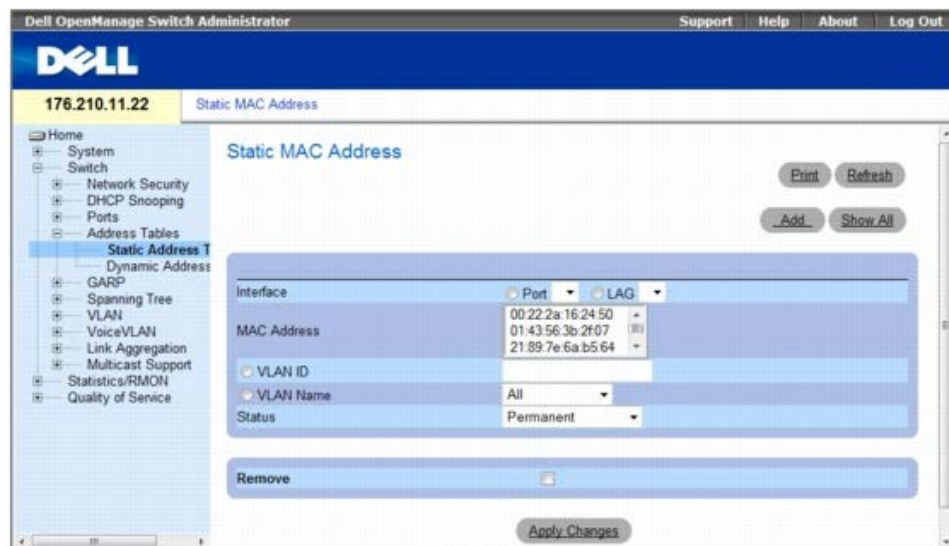 Dell OpenManage Switch Administrator
Support Help About Log Out
DELL
176.210.11.22
Static MAC Address
Home
System
Switch
Network Security
DHCP Snooping
Ports
Address Tables
Static Address T
Dynamic Address
GARP
Spanning Tree
VLAN
VoiceVLAN
Link Aggregation
Multicast Support
Statistics/RMON
Quality of Service
Static MAC Address
Print Refresh
Add Show All
Interface Port LAG
MAC Address
00:22:2a:16:24:50
01:43:56:3b:2f:07
21:89:7e:6a:b5:64
VLAN ID
VLAN Name All
Status Permanent
Remove
Apply Changes